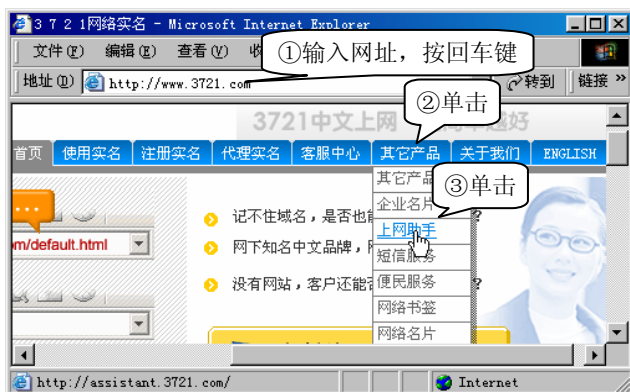 3 7 2 1网络实名 - Microsoft Internet Explorer
文件(F) 编辑(E) 查看(V) 收
①输入网址，按回车键
地址(D) http://www.3721.com 转到 链接 »
②单击
3721中文上网 越好
首页 使用实名 注册实名 代理实名 客服中心 其它产品 关于我们 ENGLISH
其它产品
③单击
企业名片
记不住域名，是否也能 ?
... 上网助手
m/default.html 网下知名中文品牌，
短信服务
没有网站，客户还能否 便民服务 ?
网络书签
网络名片
http://assistant.3721.com/ Internet